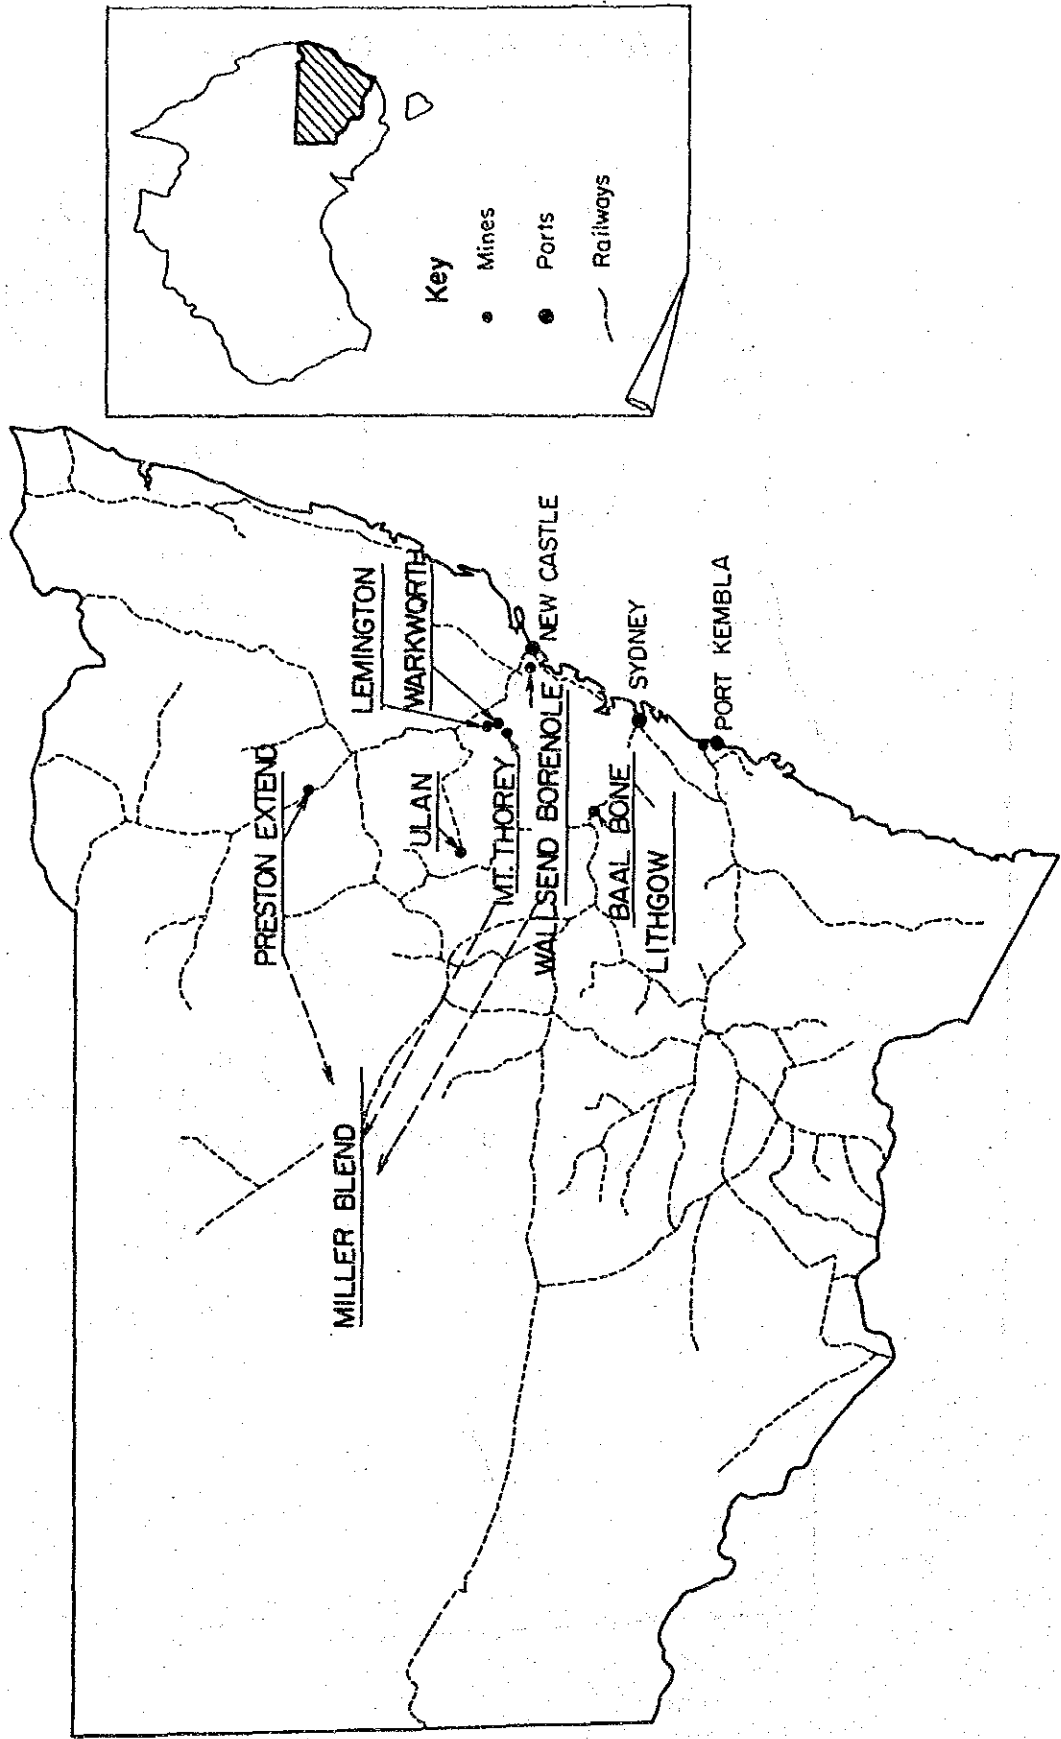 Key
Mines
Ports
Railways
PRESTON EXTEND
MILLER BLEND
LEMINGTON
WARKWORTH
ULAN
MT. THOREY
NEW CASTLE
WALLSEND BORENOLE
BAAL BONE
LITHGOW
SYDNEY
PORT KEMBLA